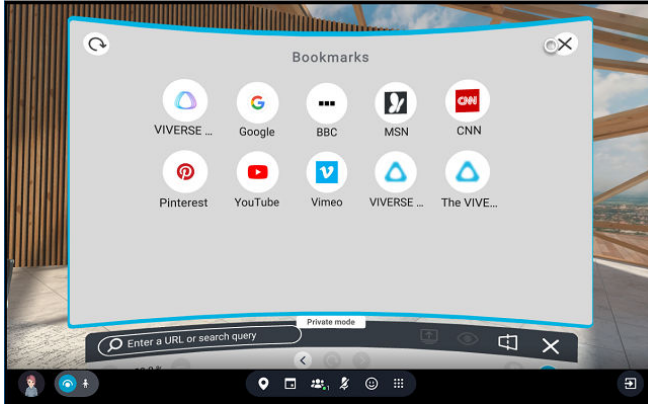 Bookmarks
VIVERSE ...
Google
BBC
MSN
CNN
Pinterest
YouTube
Vimeo
VIVERSE ...
The VIVE...
Private mode
Enter a URL or search query